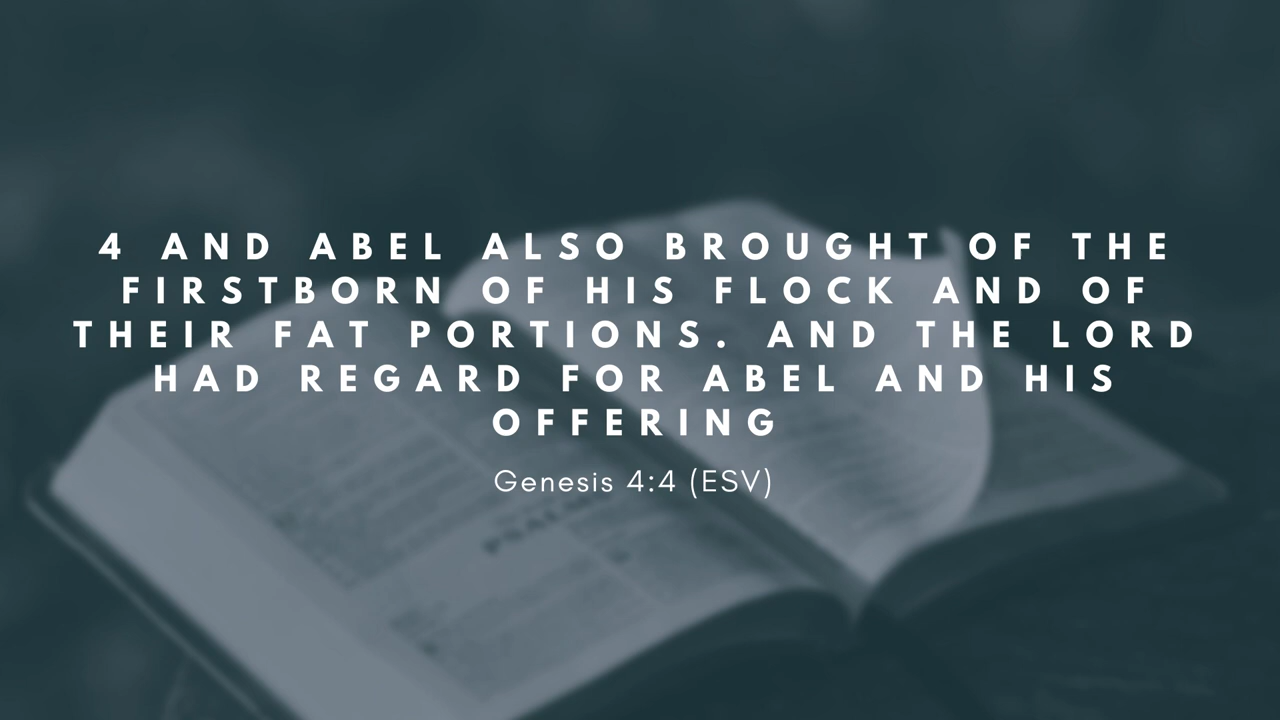 4 AND ABEL ALSO BROUGHT OF THE
FIRSTBORN OF HIS FLOCK AND OF
THEIR FAT PORTIONS. AND THE LORD
HAD REGARD FOR ABEL AND HIS
OFFERING
Genesis 4:4 (ESV)